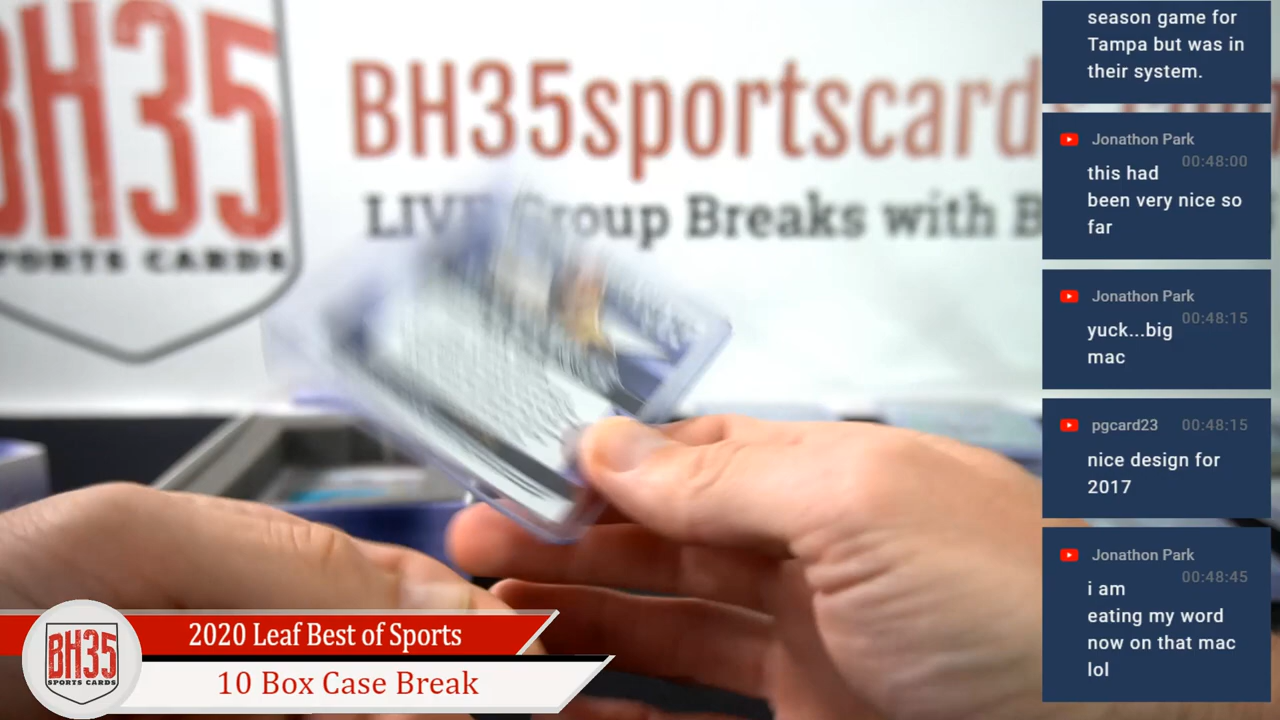 BH35
SPORTS CARDS
BH35sportscard
LIVE Group Breaks with B
season game for
Tampa but was in
their system.
Jonathon Park
00:48:00
this had
been very nice so
far
Jonathon Park
00:48:15
yuck...big
mac
pgcard23 00:48:15
nice design for
2017
Jonathon Park
00:48:45
i am
eating my word
now on that mac
lol
BH35
SPORTS CARDS
2020 Leaf Best of Sports
10 Box Case Break